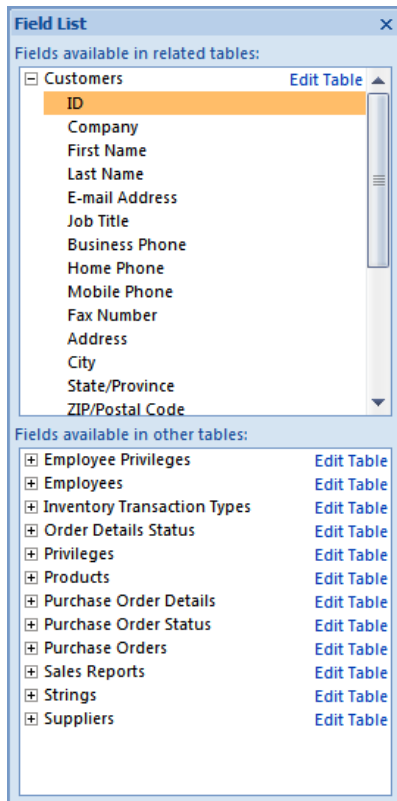 Field List
Fields available in related tables:
Customers Edit Table
ID
Company
First Name
Last Name
E-mail Address
Job Title
Business Phone
Home Phone
Mobile Phone
Fax Number
Address
City
State/Province
ZIP/Postal Code
Fields available in other tables:
Employee Privileges Edit Table
Employees Edit Table
Inventory Transaction Types Edit Table
Order Details Status Edit Table
Privileges Edit Table
Products Edit Table
Purchase Order Details Edit Table
Purchase Order Status Edit Table
Purchase Orders Edit Table
Sales Reports Edit Table
Strings Edit Table
Suppliers Edit Table